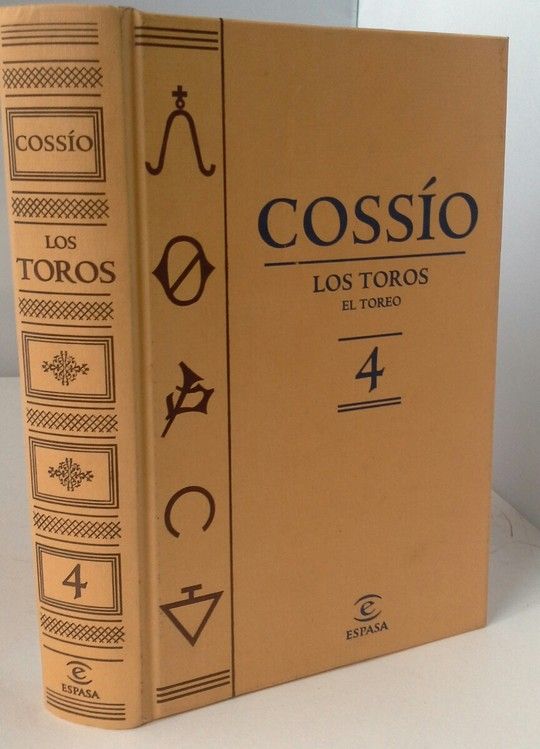 COSSÍO
LOS
TOROS
4
ESPASA
COSSÍO
LOS TOROS
EL TOREO
4
ESPASA